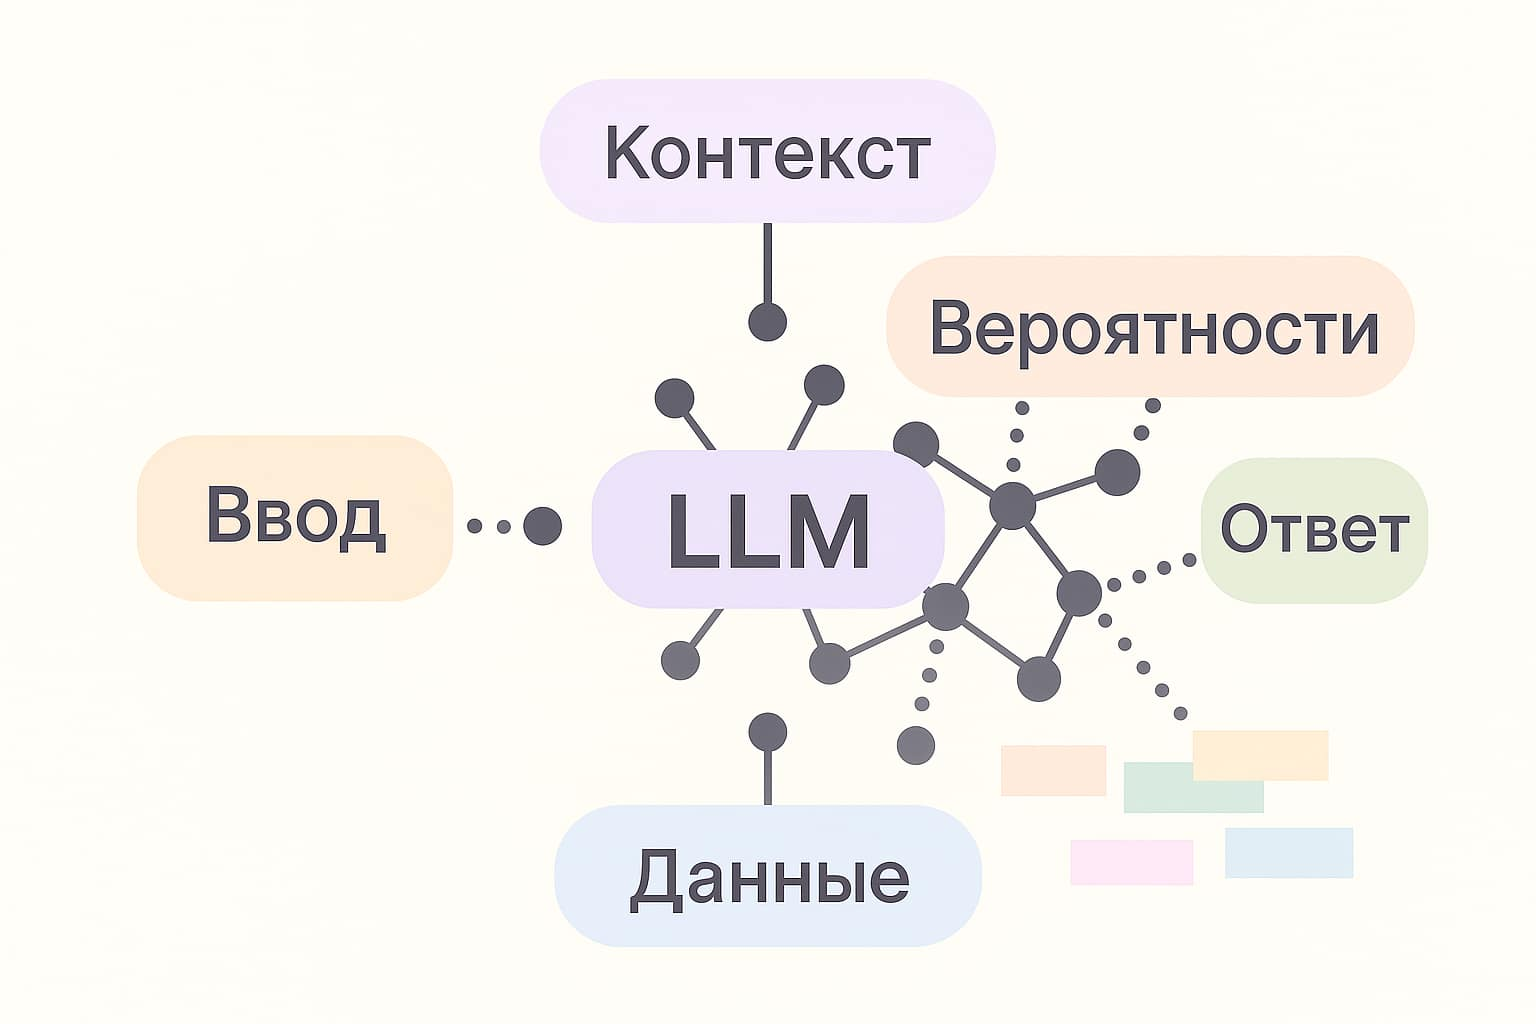 Контекст
Вероятности
Ввод
LLM
Ответ
Данные